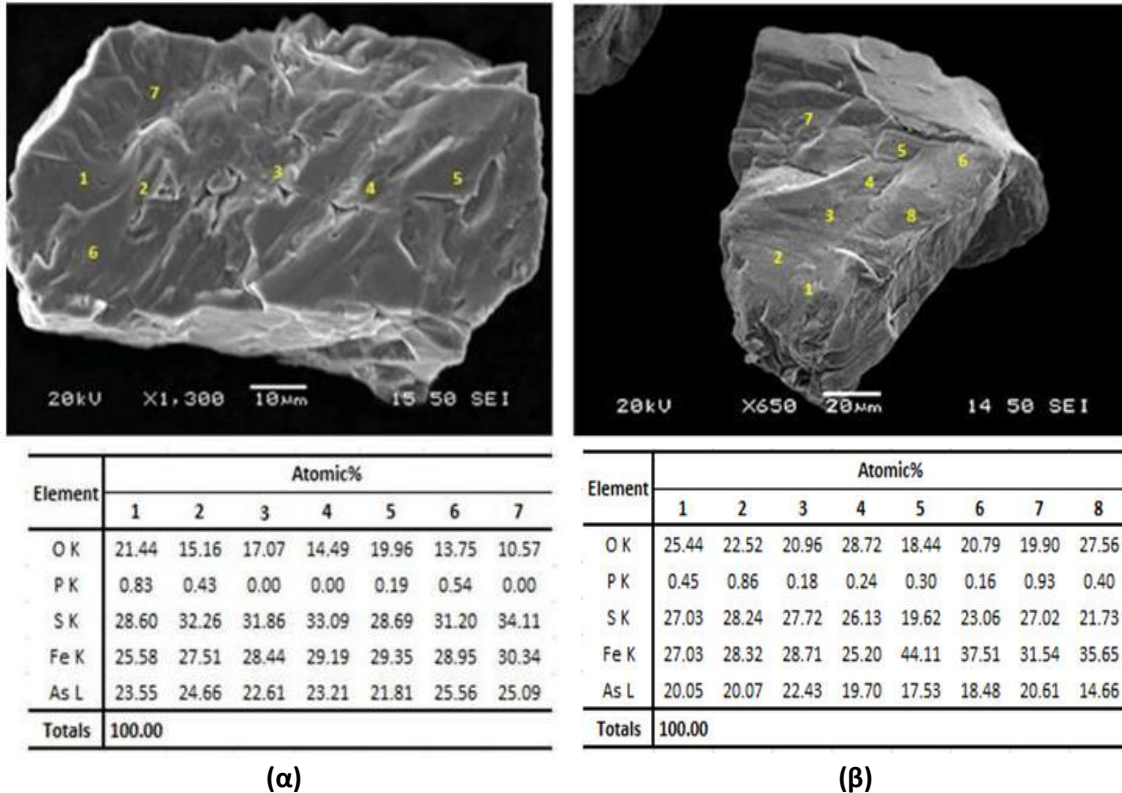 7
1
2
3
4
5
6
20kV X1,300 10µm 15 50 SEI
7
5
6
4
3
8
2
1
20kV X650 20µm 14 50 SEI
Element Atomic%
1 2 3 4 5 6 7
O K 21.44 15.16 17.07 14.49 19.96 13.75 10.57
P K 0.83 0.43 0.00 0.00 0.19 0.54 0.00
S K 28.60 32.26 31.86 33.09 28.69 31.20 34.11
Fe K 25.58 27.51 28.44 29.19 29.35 28.95 30.34
As L 23.55 24.66 22.61 23.21 21.81 25.56 25.09
Totals 100.00
(α)
Element Atomic%
1 2 3 4 5 6 7 8
O K 25.44 22.52 20.96 28.72 18.44 20.79 19.90 27.56
P K 0.45 0.86 0.18 0.24 0.30 0.16 0.93 0.40
S K 27.03 28.24 27.72 26.13 19.62 23.06 27.02 21.73
Fe K 27.03 28.32 28.71 25.20 44.11 37.51 31.54 35.65
As L 20.05 20.07 22.43 19.70 17.53 18.48 20.61 14.66
Totals 100.00
(β)